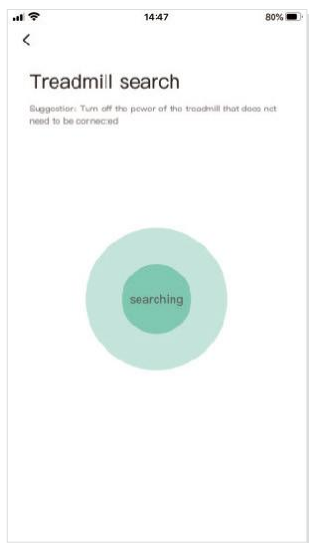 14:47
80%
Treadmill search
Suggestion: Turn off the power of the treadmill that does not
need to be connected
searching